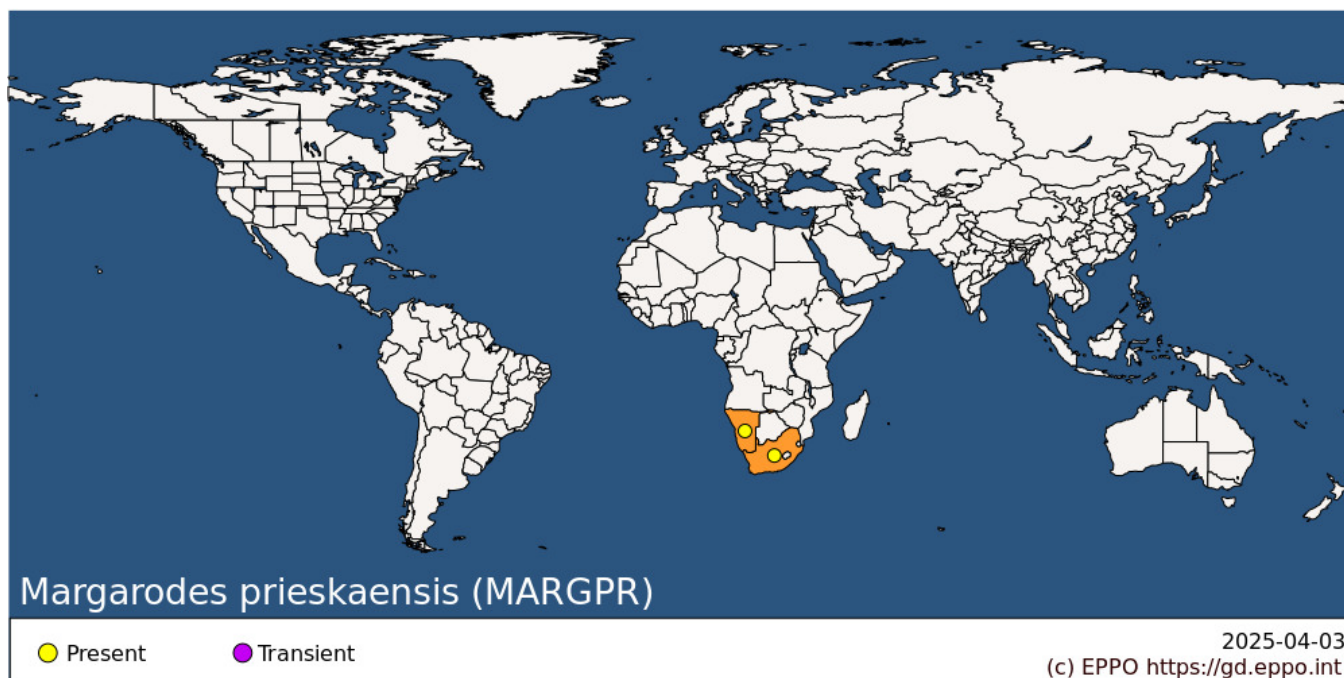 Margarodes prieskaensis (MARGPR)
Present
Transient
2025-04-03
(c) EPPO https://gd.eppo.int